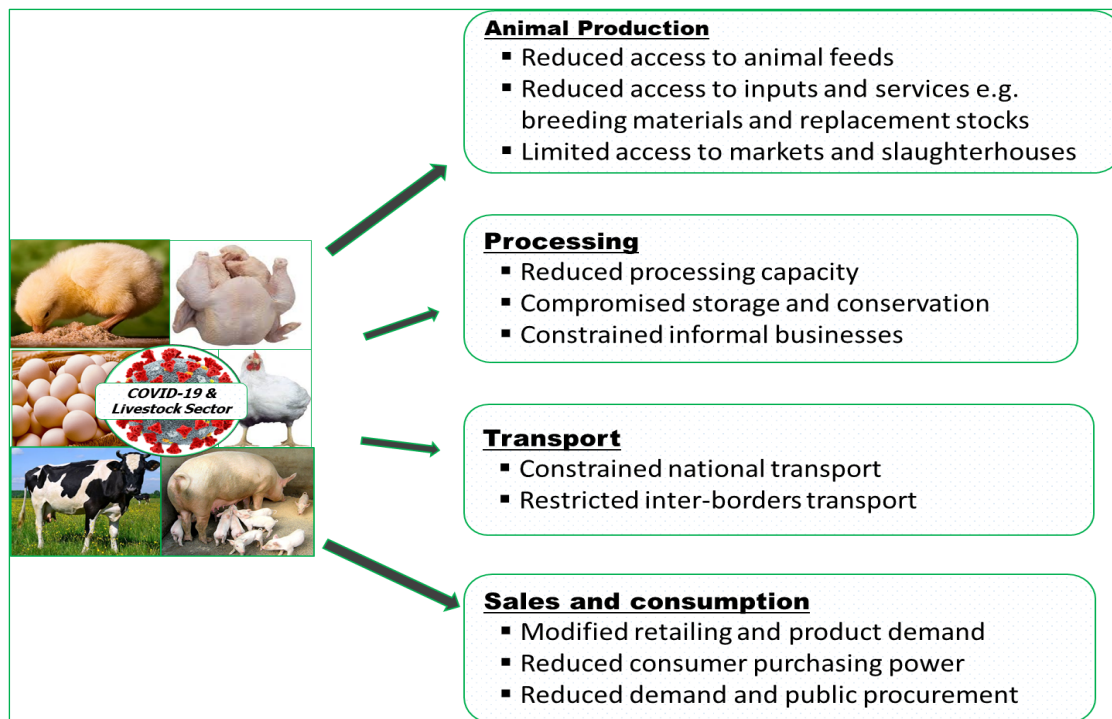 Animal Production
▪ Reduced access to animal feeds
▪ Reduced access to inputs and services e.g.
breeding materials and replacement stocks
▪ Limited access to markets and slaughterhouses
Processing
▪ Reduced processing capacity
▪ Compromised storage and conservation
▪ Constrained informal businesses
COVID-19 &
Livestock Sector
Transport
▪ Constrained national transport
▪ Restricted inter-borders transport
Sales and consumption
▪ Modified retailing and product demand
▪ Reduced consumer purchasing power
▪ Reduced demand and public procurement